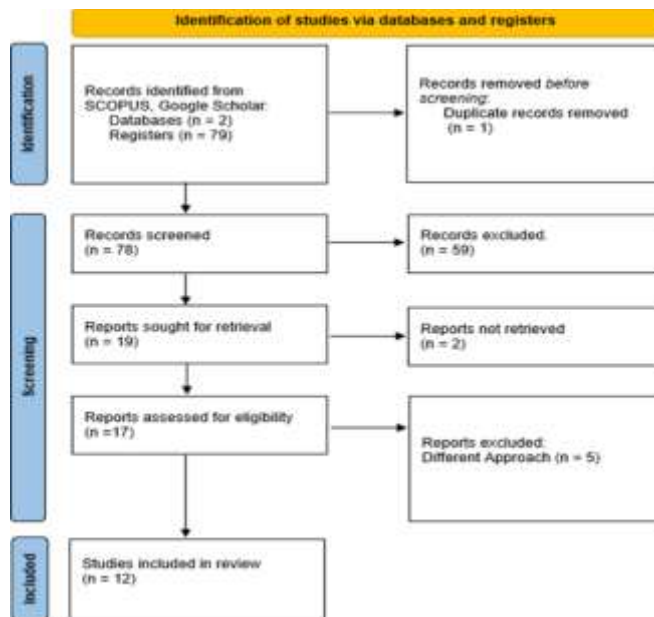 Identification of studies via databases and registers
Identification
Records identified from
SCOPUS, Google Scholar:
Databases (n = 2)
Registers (n = 79)
Records removed before
screening:
Duplicate records removed
(n = 1)
Screening
Records screened
(n = 78)
Records excluded.
(n = 59)
Reports sought for retrieval
(n = 19)
Reports not retrieved
(n = 2)
Reports assessed for eligibility
(n =17)
Reports excluded:
Different Approach (n = 5)
Included
Studies included in review
(n = 12)